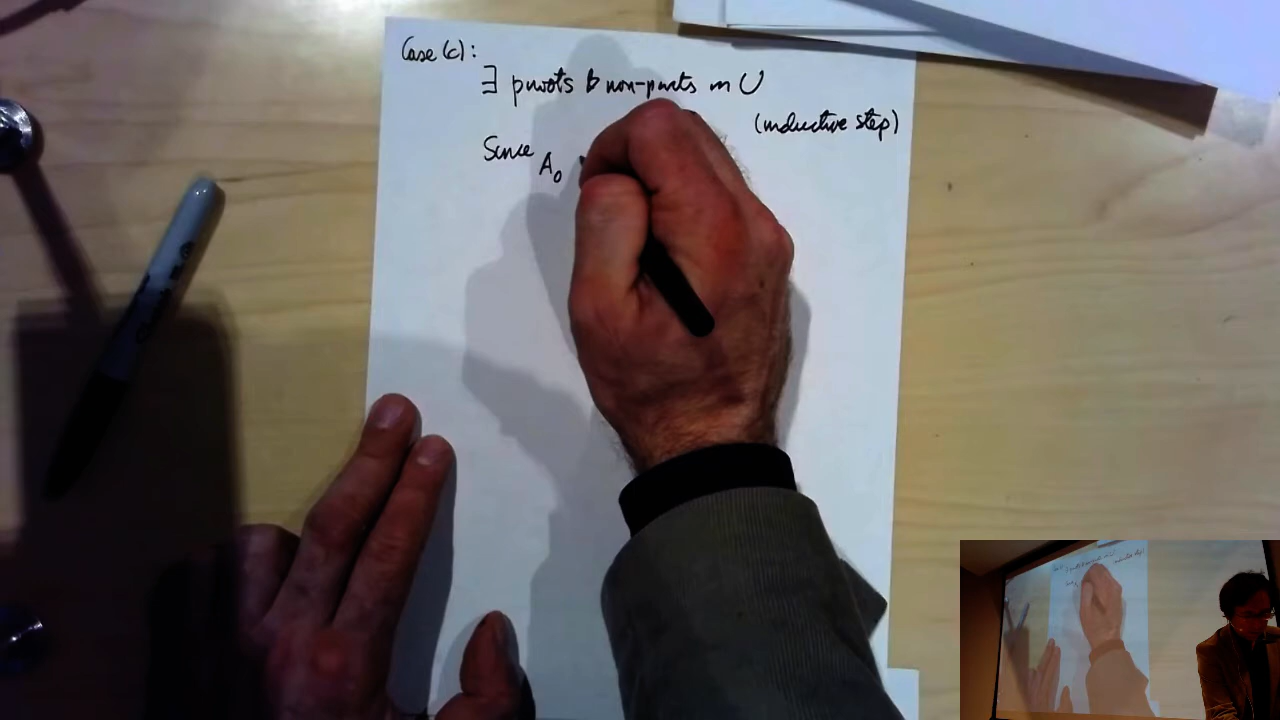 Case (c):
∃ pivots & non-pivots in U
(inductive step)
Since A₀